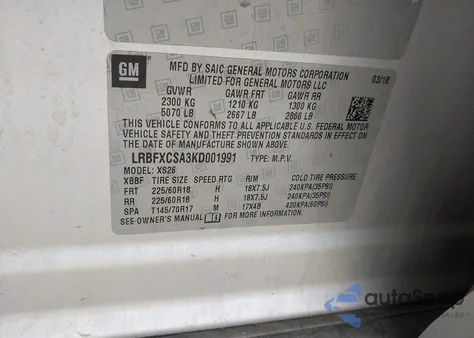 GM
MFD BY SAIC GENERAL MOTORS CORPORATION
LIMITED FOR GENERAL MOTORS LLC
03/18
GVWR GAWR FRT GAWR RR
2300 KG 1210 KG 1300 KG
5070 LB 2667 LB 2866 LB
THIS VEHICLE CONFORMS TO ALL APPLICABLE U.S. FEDERAL MOTOR
VEHICLE SAFETY AND THEFT PREVENTION STANDARDS IN EFFECT ON
THE DATE OF MANUFACTURE SHOWN ABOVE.
LRBFXCSA3KD001991 TYPE: M.P.V.
MODEL: XS26
XBBF TIRE SIZE SPEED RTG RIM COLD TIRE PRESSURE
FRT 225/60R18 H 18X7.5J 240KPA(35PSI)
RR 225/60R18 H 18X7.5J 240KPA(35PSI)
SPA T145/70R17 M 17X4B 420KPA(60PSI)
SEE OWNER'S MANUAL FOR MORE INFORMATION.